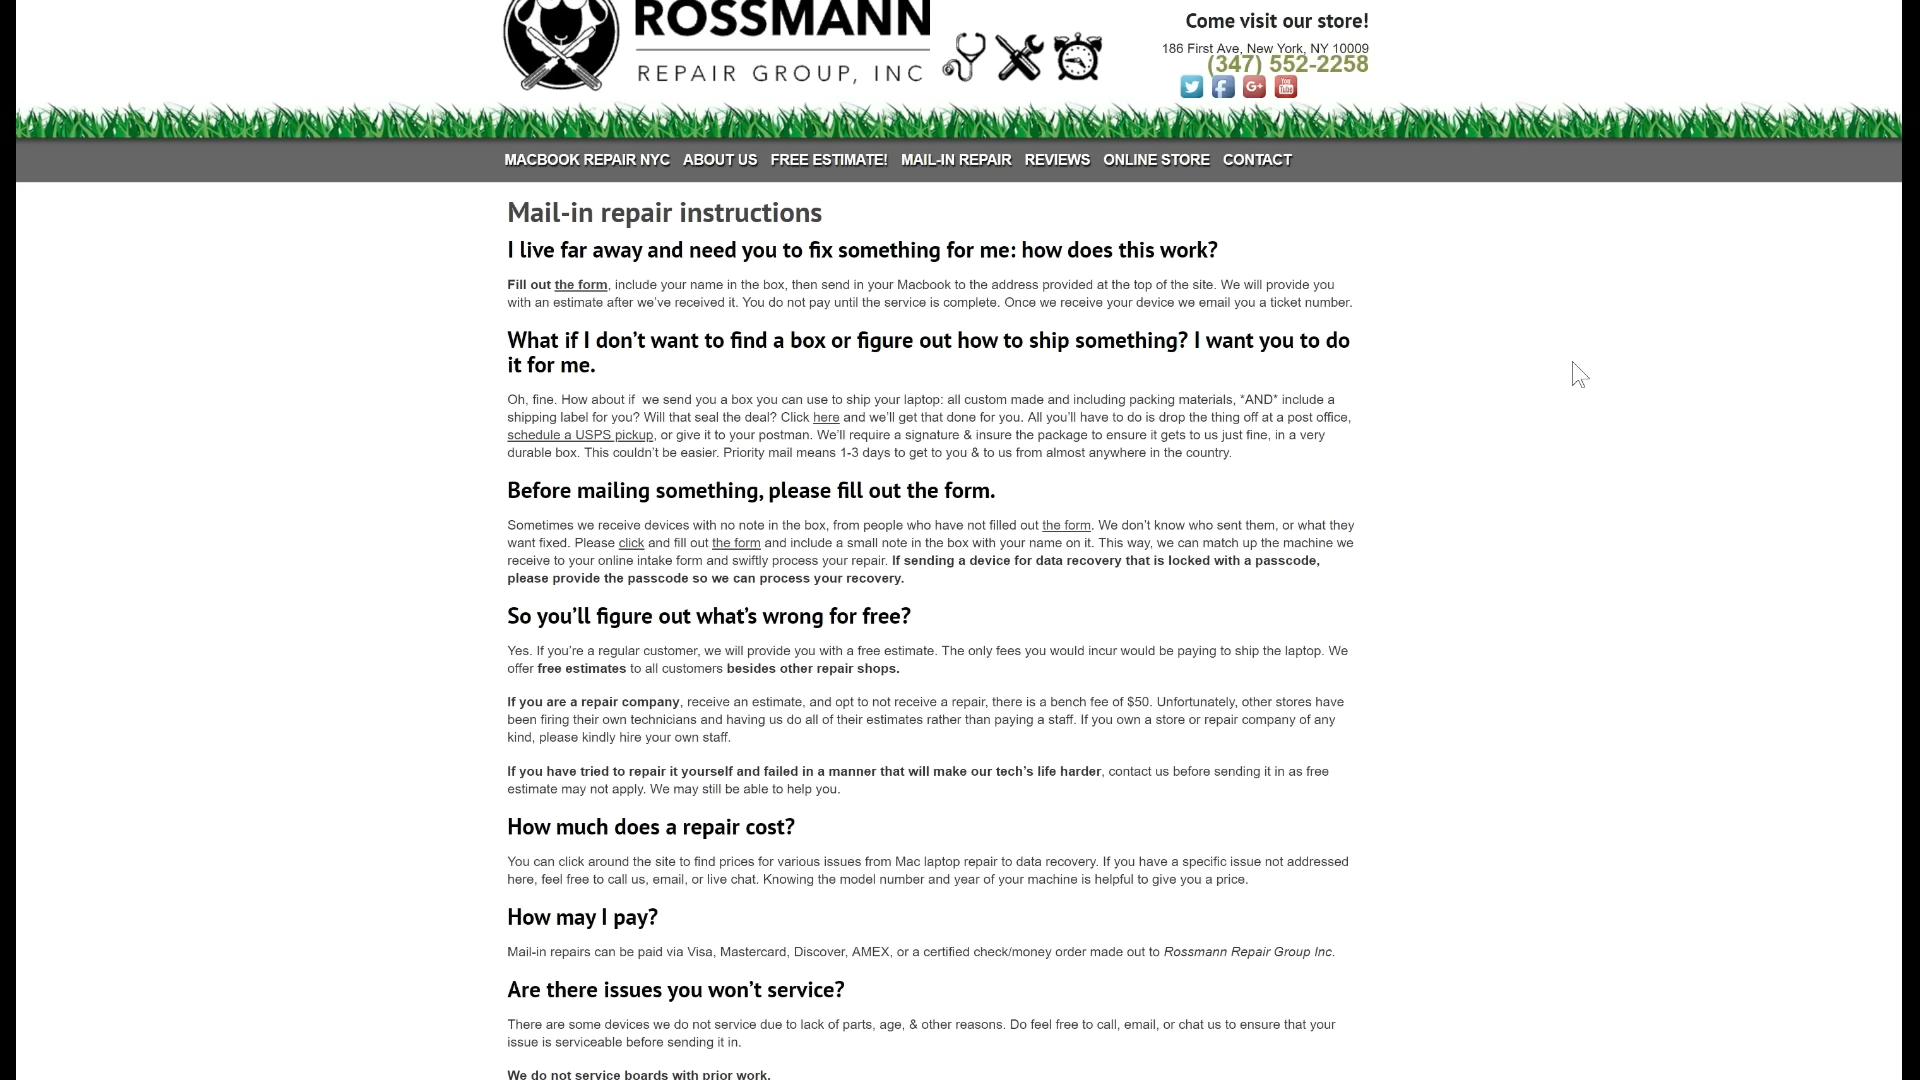 ROSSMANN
REPAIR GROUP, INC
Come visit our store!
186 First Ave, New York, NY 10009
(347) 552-2258
MACBOOK REPAIR NYC ABOUT US FREE ESTIMATE! MAIL-IN REPAIR REVIEWS ONLINE STORE CONTACT
Mail-in repair instructions
I live far away and need you to fix something for me: how does this work?
Fill out the form, include your name in the box, then send in your Macbook to the address provided at the top of the site. We will provide you
with an estimate after we've received it. You do not pay until the service is complete. Once we receive your device we email you a ticket number.
What if I don't want to find a box or figure out how to ship something? I want you to do
it for me.
Oh, fine. How about if  we send you a box you can use to ship your laptop: all custom made and including packing materials, *AND* include a
shipping label for you? Will that seal the deal? Click here and we'll get that done for you. All you'll have to do is drop the thing off at a post office,
schedule a USPS pickup, or give it to your postman. We'll require a signature & insure the package to ensure it gets to us just fine, in a very
durable box. This couldn't be easier. Priority mail means 1-3 days to get to you & to us from almost anywhere in the country.
Before mailing something, please fill out the form.
Sometimes we receive devices with no note in the box, from people who have not filled out the form. We don't know who sent them, or what they
want fixed. Please click and fill out the form and include a small note in the box with your name on it. This way, we can match up the machine we
receive to your online intake form and swiftly process your repair. If sending a device for data recovery that is locked with a passcode,
please provide the passcode so we can process your recovery.
So you'll figure out what's wrong for free?
Yes. If you're a regular customer, we will provide you with a free estimate. The only fees you would incur would be paying to ship the laptop. We
offer free estimates to all customers besides other repair shops.
If you are a repair company, receive an estimate, and opt to not receive a repair, there is a bench fee of $50. Unfortunately, other stores have
been firing their own technicians and having us do all of their estimates rather than paying a staff. If you own a store or repair company of any
kind, please kindly hire your own staff.
If you have tried to repair it yourself and failed in a manner that will make our tech's life harder, contact us before sending it in as free
estimate may not apply. We may still be able to help you.
How much does a repair cost?
You can click around the site to find prices for various issues from Mac laptop repair to data recovery. If you have a specific issue not addressed
here, feel free to call us, email, or live chat. Knowing the model number and year of your machine is helpful to give you a price.
How may I pay?
Mail-in repairs can be paid via Visa, Mastercard, Discover, AMEX, or a certified check/money order made out to Rossmann Repair Group Inc.
Are there issues you won't service?
There are some devices we do not service due to lack of parts, age, & other reasons. Do feel free to call, email, or chat us to ensure that your
issue is serviceable before sending it in.
We do not service boards with prior work.